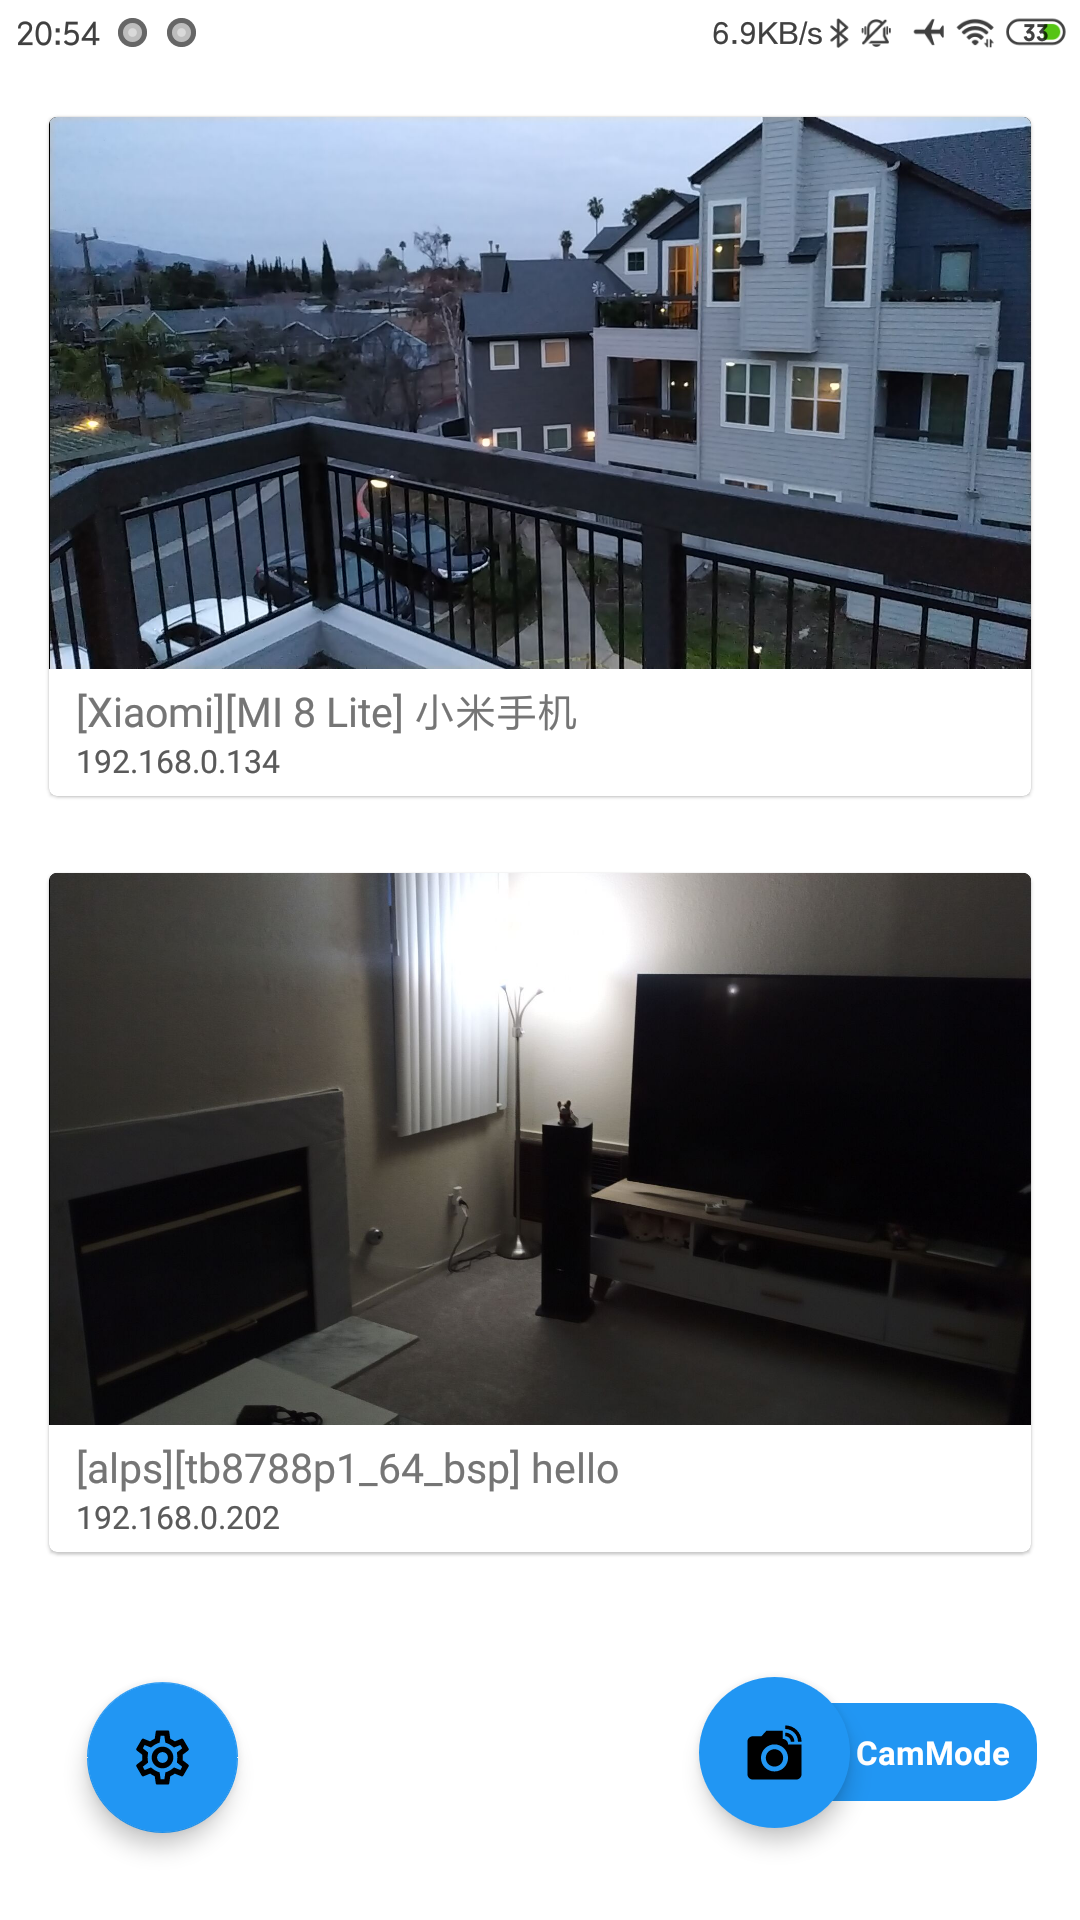 20:54
6.9KB/s
33
[Xiaomi][MI 8 Lite] 小米手机
192.168.0.134
[alps][tb8788p1_64_bsp] hello
192.168.0.202
CamMode